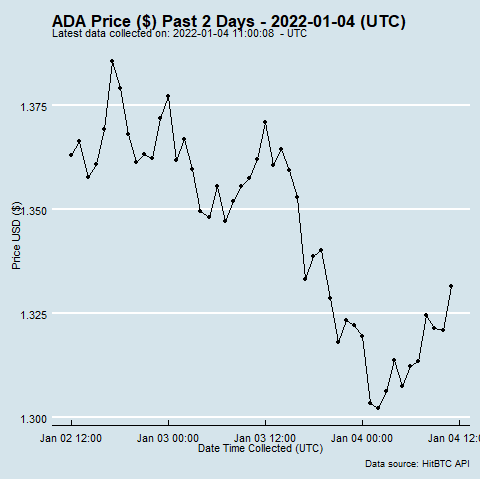 ADA Price ($) Past 2 Days - 2022-01-04 (UTC)
Latest data collected on: 2022-01-04 11:00:08  - UTC
1.375
1.350
1.325
1.300
Price USD ($)
Jan 02 12:00 Jan 03 00:00 Jan 03 12:00 Jan 04 00:00 Jan 04 12:00
Date Time Collected (UTC)
Data source: HitBTC API